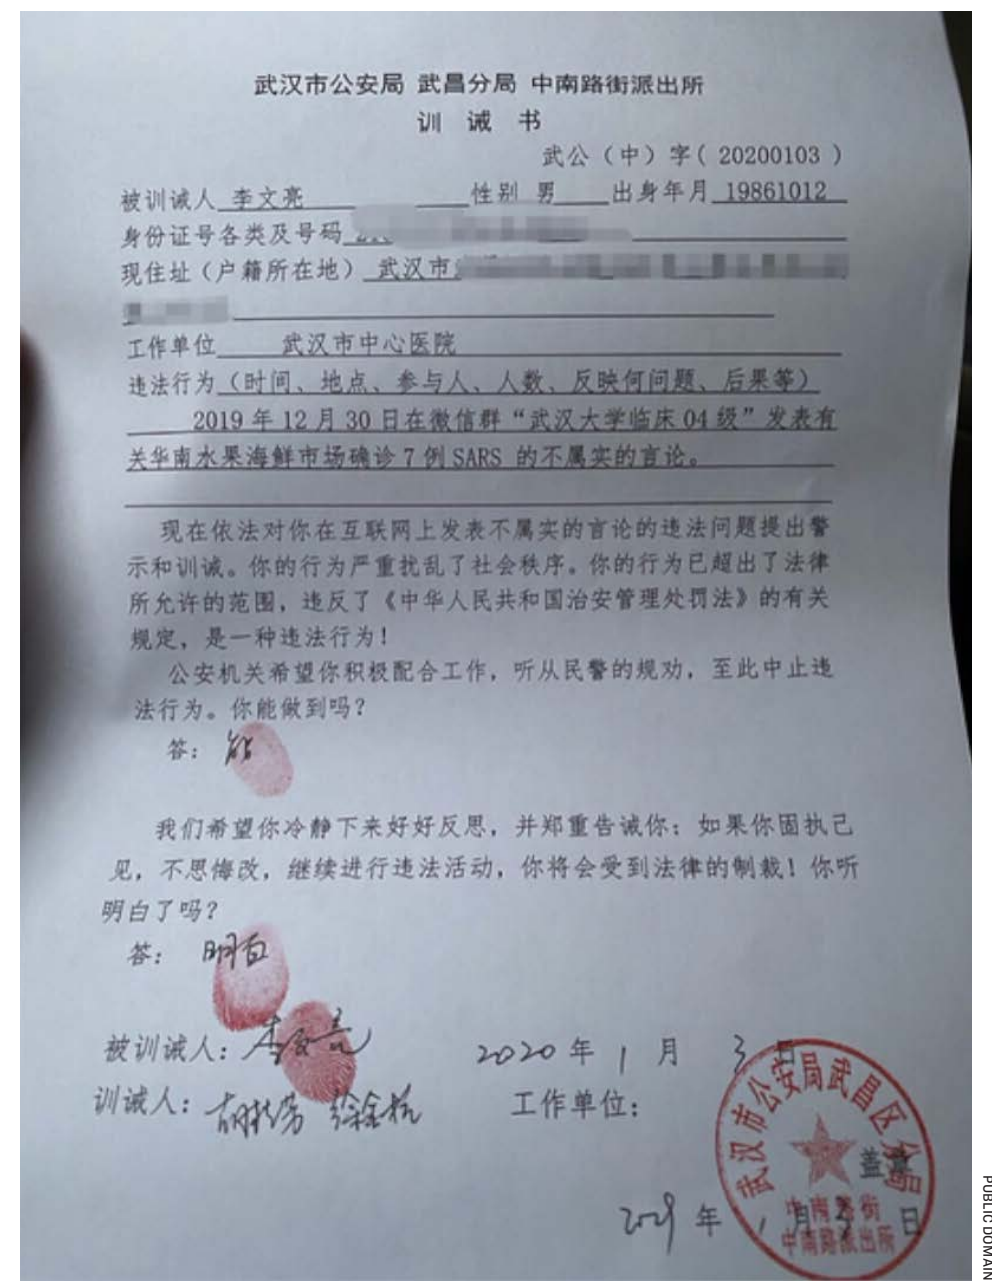 武汉市公安局 武昌分局 中南路街派出所
训 诫 书
武公（中）字( 20200103 )
被训诫人 李文亮 性别 男 出身年月 19861012
身份证号各类及号码
现住址（户籍所在地） 武汉市
工作单位 武汉市中心医院
违法行为（时间、地点、参与人、人数、反映何问题、后果等）
2019 年 12 月 30 日在微信群“武汉大学临床 04 级”发表有
关华南水果海鲜市场确诊 7 例 SARS 的不属实的言论。
现在依法对你在互联网上发表不属实的言论的违法问题提出警
示和训诫。你的行为严重扰乱了社会秩序。你的行为已超出了法律
所允许的范围，违反了《中华人民共和国治安管理处罚法》的有关
规定，是一种违法行为！
公安机关希望你积极配合工作，听从民警的规劝，至此中止违
法行为。你能做到吗？
答： 能
我们希望你冷静下来好好反思，并郑重告诫你：如果你固执己
见，不思悔改，继续进行违法活动，你将会受到法律的制裁！你听
明白了吗？
答： 明白
被训诫人： 李文亮 2020 年 1 月 3 日
训诫人： 工作单位：
武汉市公安局武昌区分局
盖章
中南路街
中南路派出所
年 1 月 3 日
PUBLIC DOMAIN